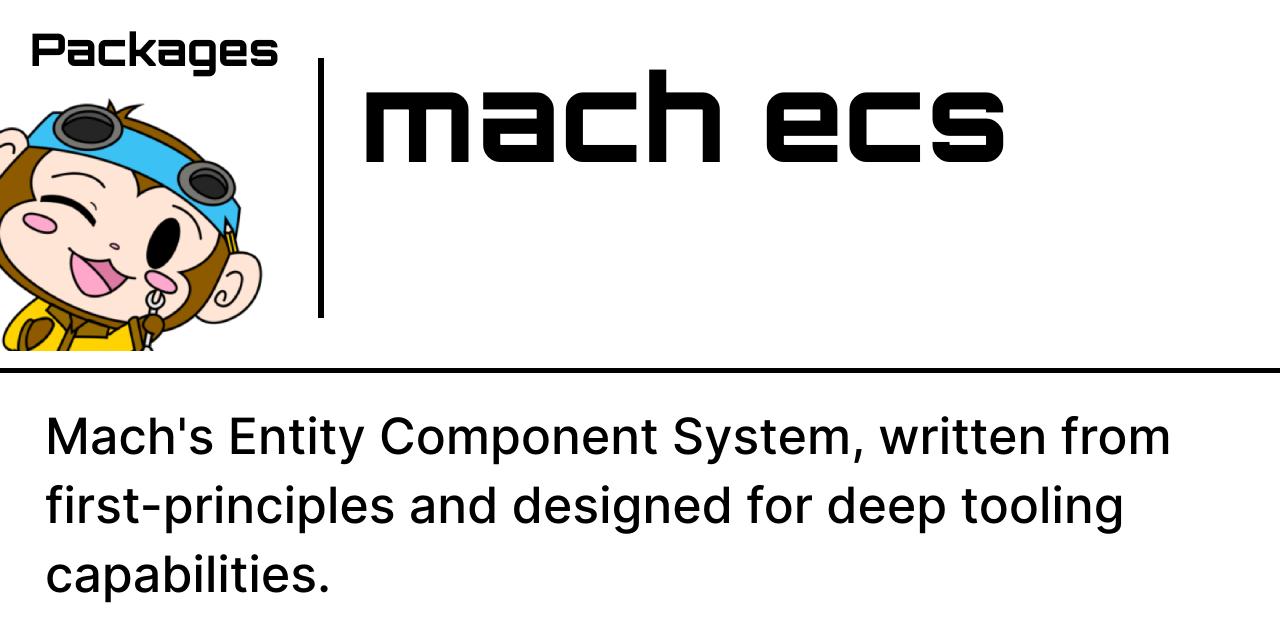 Packages
mach ecs
Mach's Entity Component System, written from
first-principles and designed for deep tooling
capabilities.